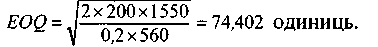 EOQ = √((2×200×1550)/(0,2×560)) = 74,402 одиниць.